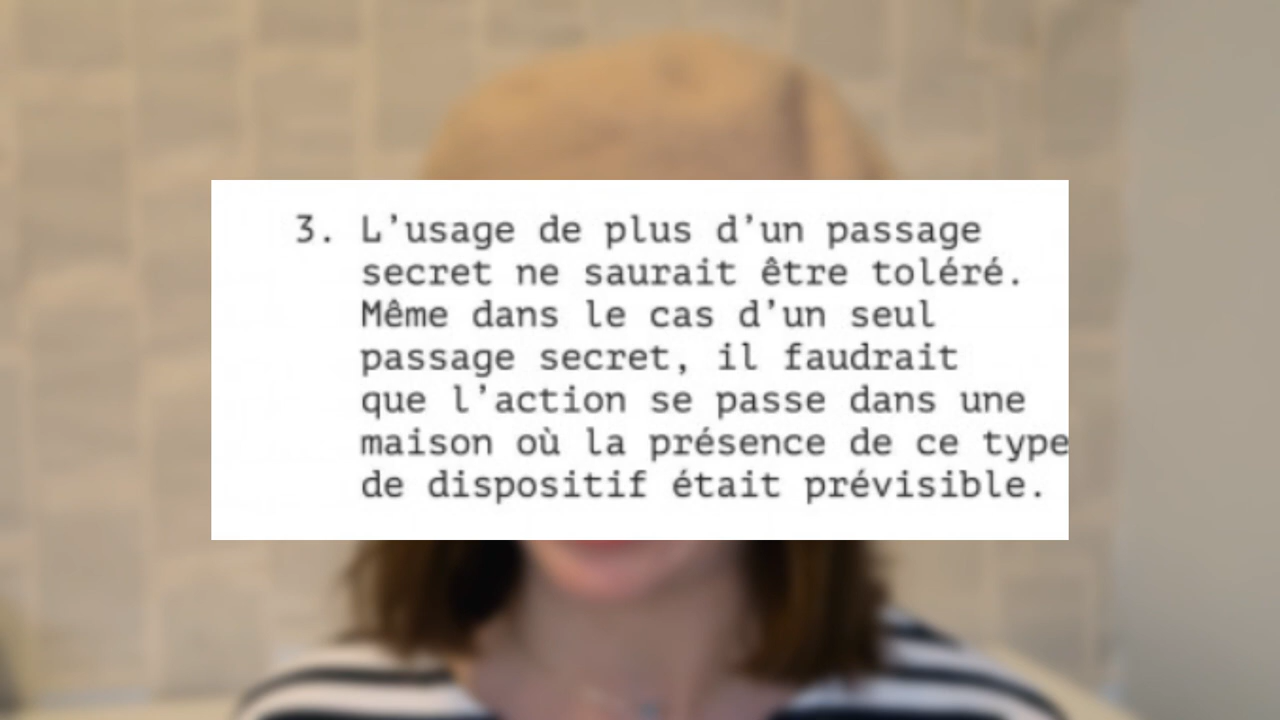 3. L’usage de plus d’un passage
secret ne saurait être toléré.
Même dans le cas d’un seul
passage secret, il faudrait
que l’action se passe dans une
maison où la présence de ce type
de dispositif était prévisible.